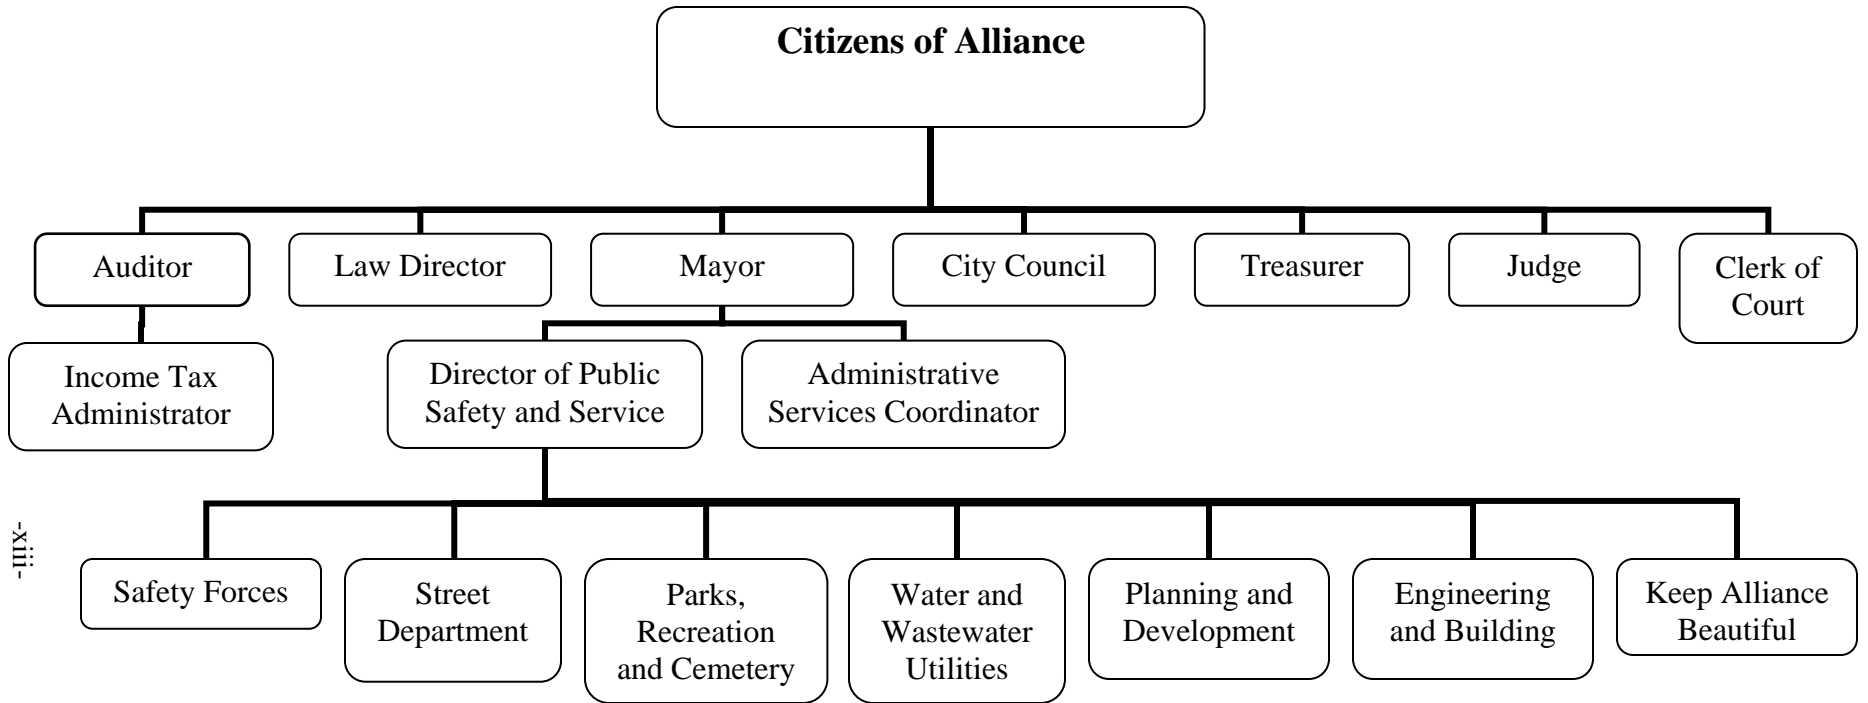 Citizens of Alliance
Auditor
Law Director
Mayor
City Council
Treasurer
Judge
Clerk of
Court
Income Tax
Administrator
Director of Public
Safety and Service
Administrative
Services Coordinator
Safety Forces
Street
Department
Parks,
Recreation
and Cemetery
Water and
Wastewater
Utilities
Planning and
Development
Engineering
and Building
Keep Alliance
Beautiful
-xiii-